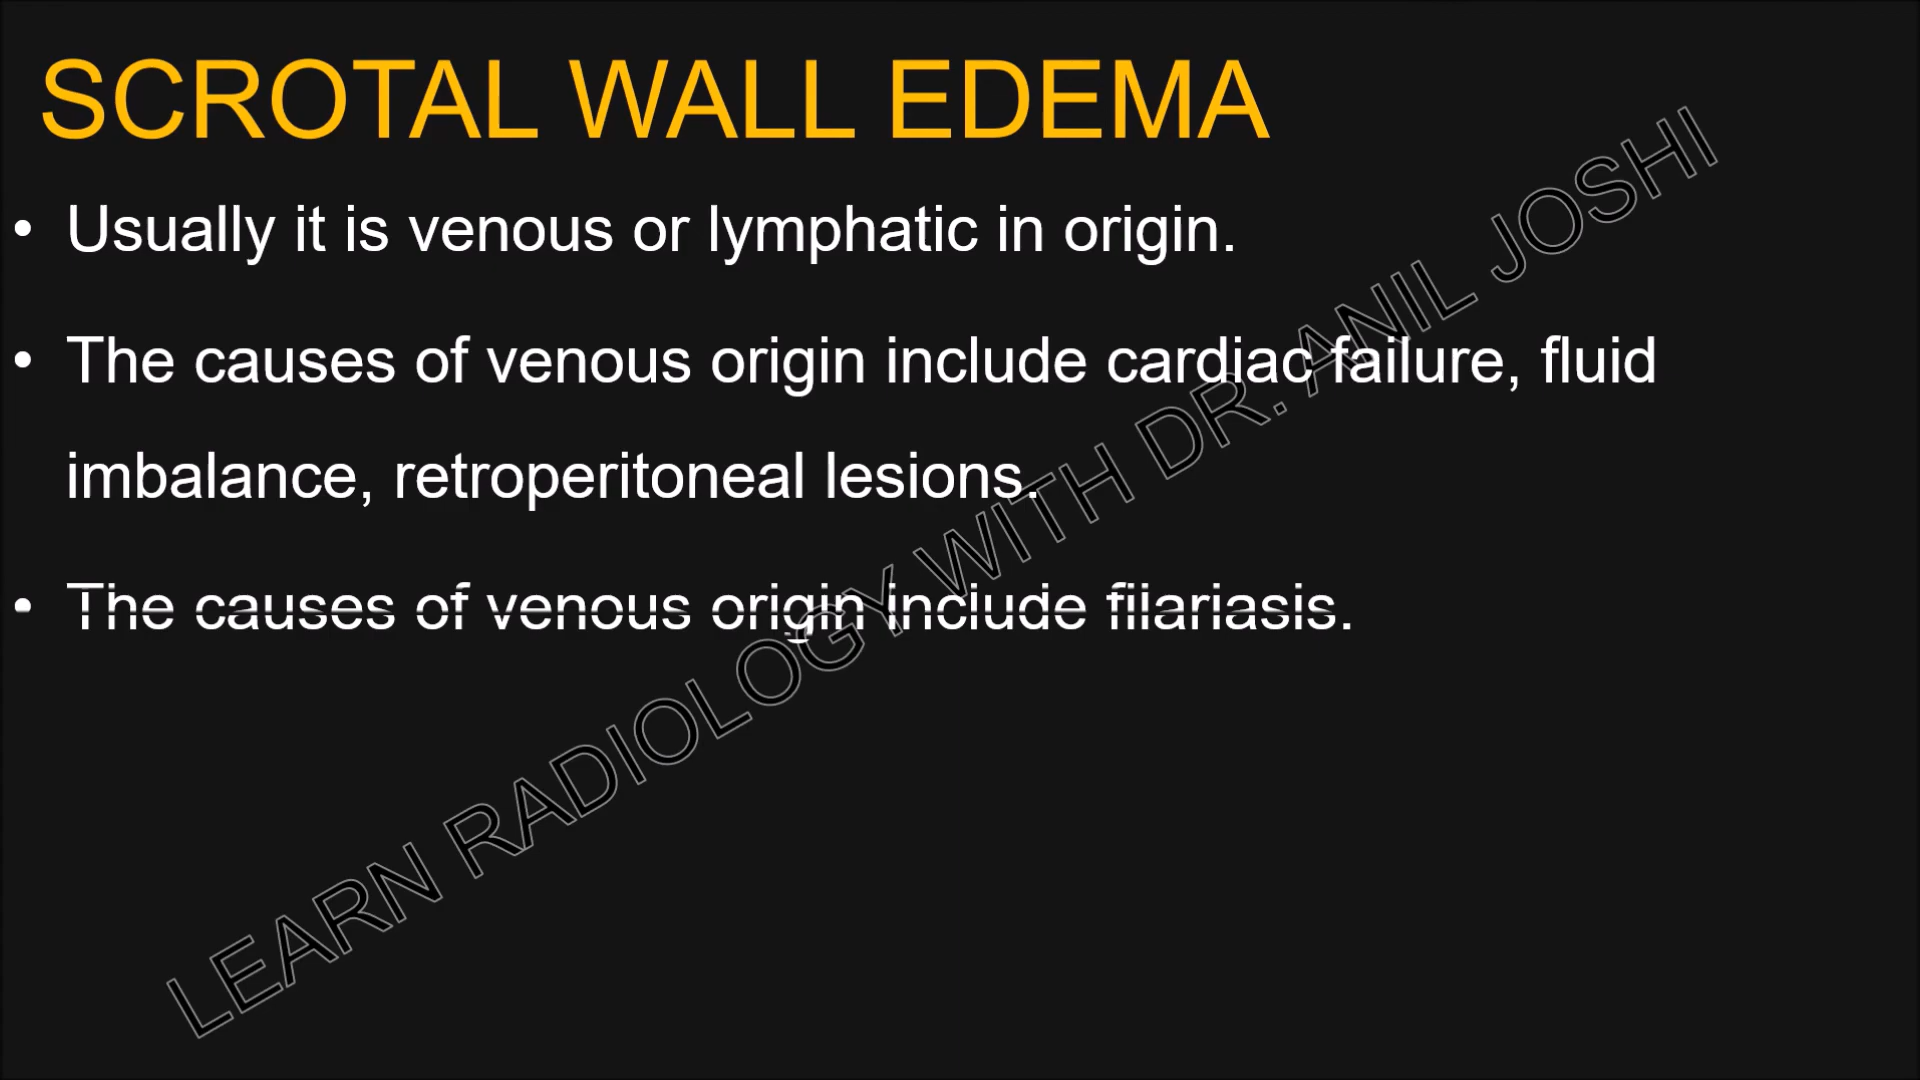 SCROTAL WALL EDEMA
• Usually it is venous or lymphatic in origin.
• The causes of venous origin include cardiac failure, fluid
imbalance, retroperitoneal lesions.
• The causes of venous origin include filariasis.
LEARN RADIOLOGY WITH DR. ANIL JOSHI